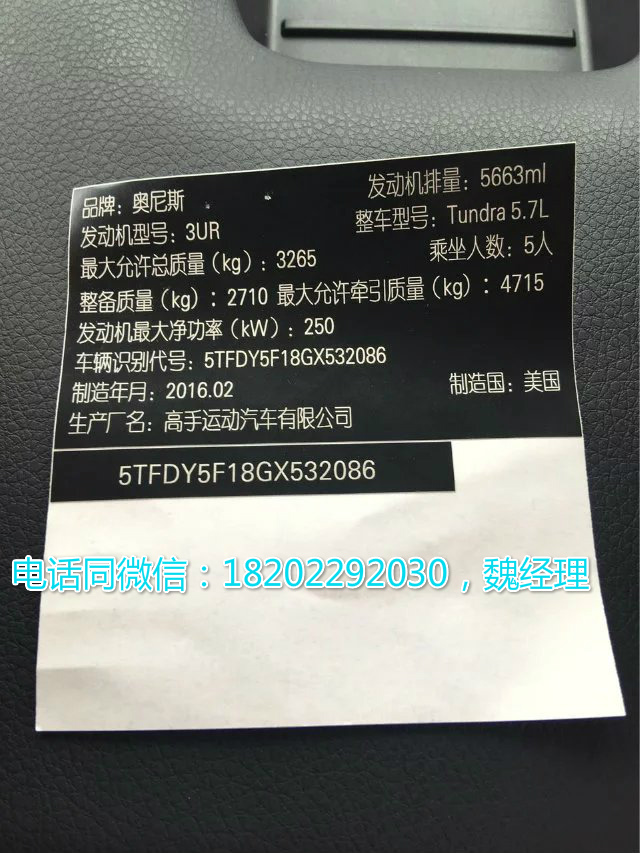 品牌：奥尼斯 发动机排量：5663ml
发动机型号：3UR 整车型号：Tundra 5.7L
最大允许总质量（kg）：3265 乘坐人数：5人
整备质量（kg）：2710 最大允许牵引质量（kg）：4715
发动机最大净功率（kW）：250
车辆识别代号：5TFDY5F18GX532086
制造年月：2016.02 制造国：美国
生产厂名：高手运动汽车有限公司
5TFDY5F18GX532086
电话同微信：18202292030，魏经理